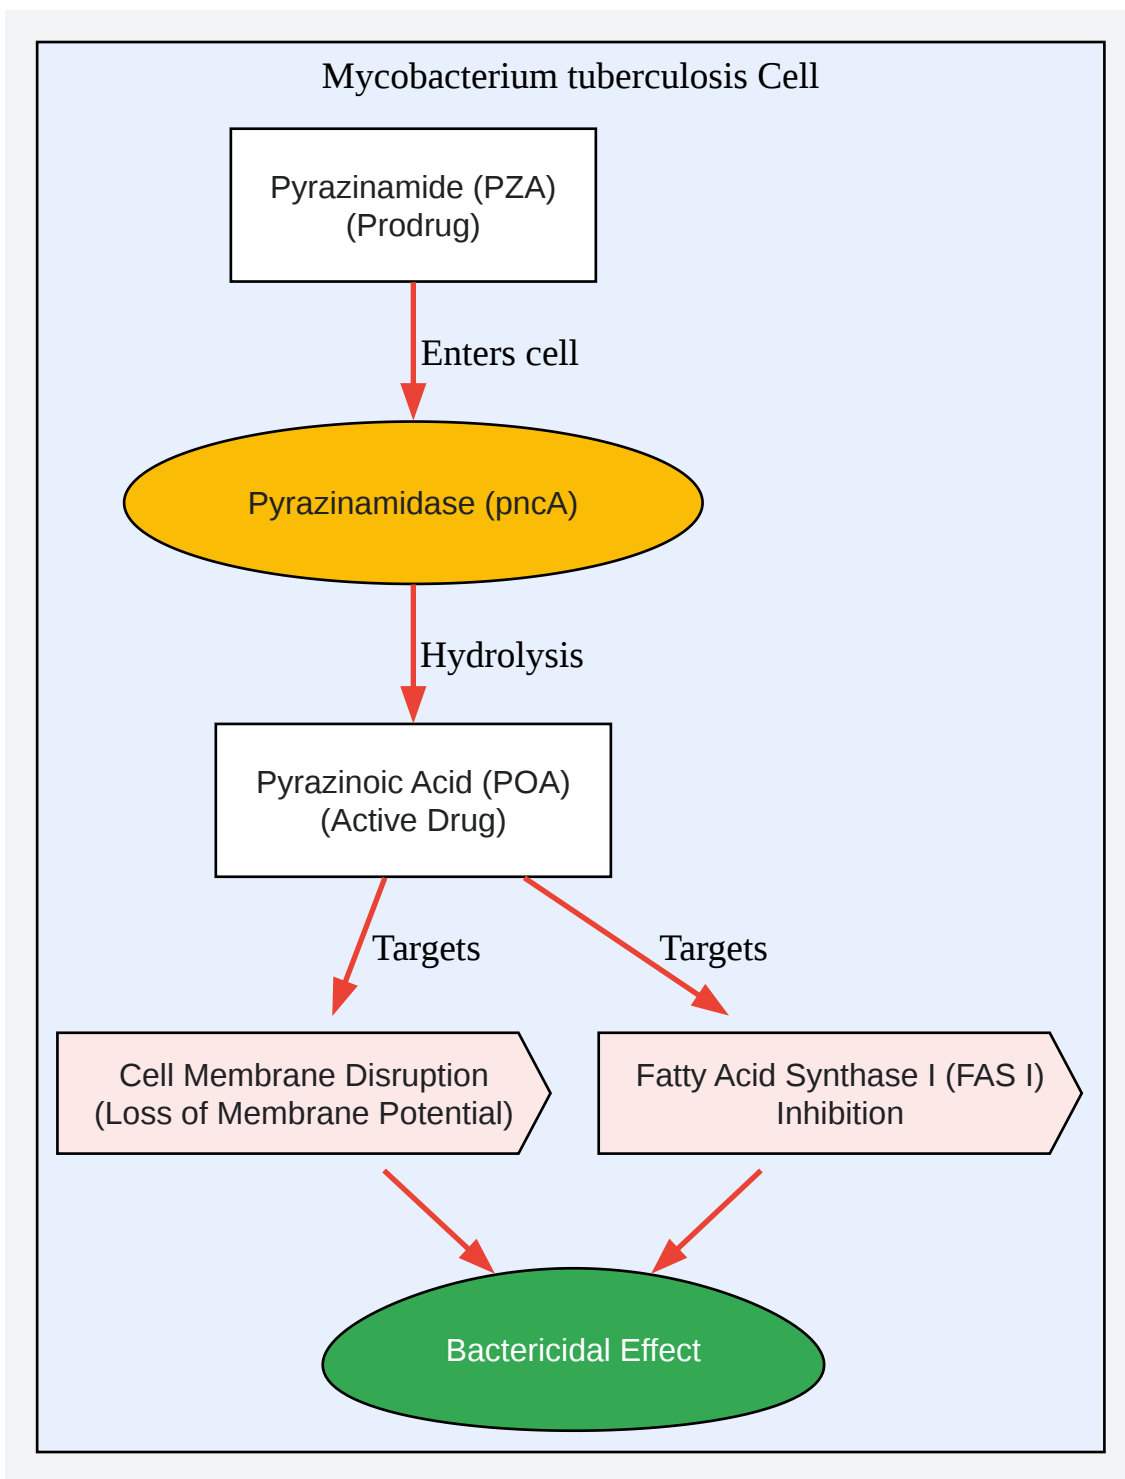 Mycobacterium tuberculosis Cell
Pyrazinamide (PZA)
(Prodrug)
Enters cell
Pyrazinamidase (pncA)
Hydrolysis
Pyrazinoic Acid (POA)
(Active Drug)
Targets
Targets
Cell Membrane Disruption
(Loss of Membrane Potential)
Fatty Acid Synthase I (FAS I)
Inhibition
Bactericidal Effect